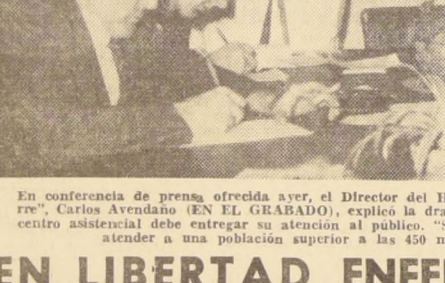 En conferencia de prensa ofrecida ayer, el Director del H
rre", Carlos Avendaño (EN EL GRABADO), explicó la dra
centro asistencial debe entregar su atención al público. "S
atender a una población superior a las 450 m
EN LIBERTAD ENFE